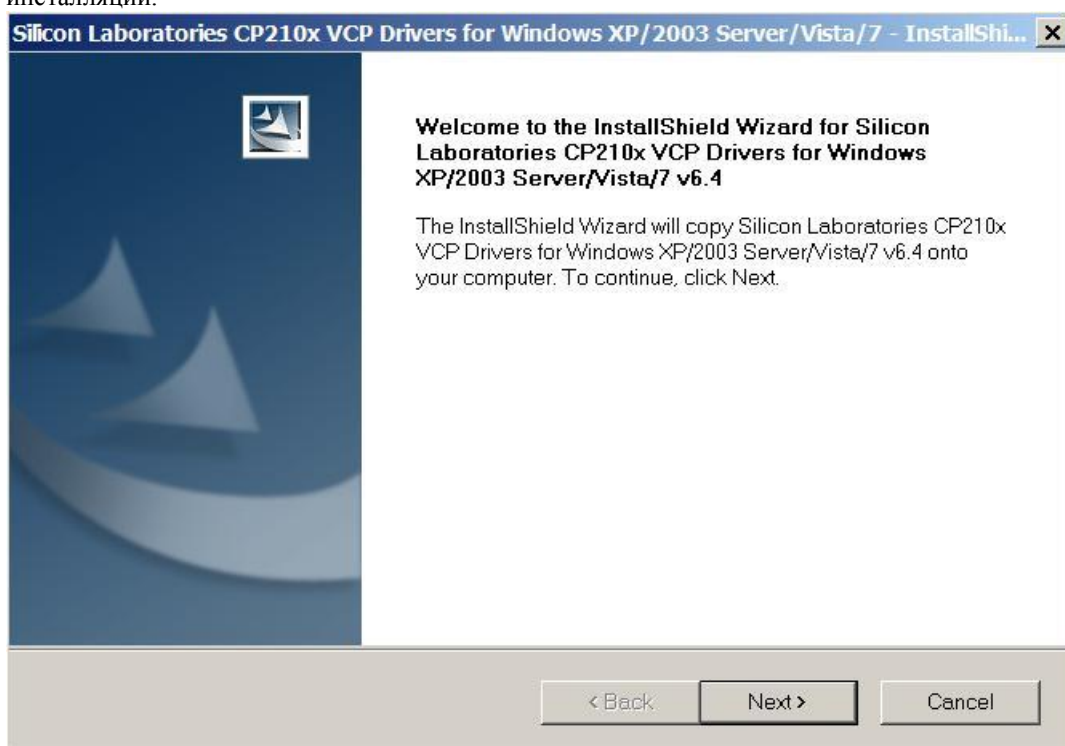 инсталляции.
Silicon Laboratories CP210x VCP Drivers for Windows XP/2003 Server/Vista/7 - InstallShi...
Welcome to the InstallShield Wizard for Silicon
Laboratories CP210x VCP Drivers for Windows
XP/2003 Server/Vista/7 v6.4
The InstallShield Wizard will copy Silicon Laboratories CP210x
VCP Drivers for Windows XP/2003 Server/Vista/7 v6.4 onto
your computer. To continue, click Next.
< Back
Next >
Cancel